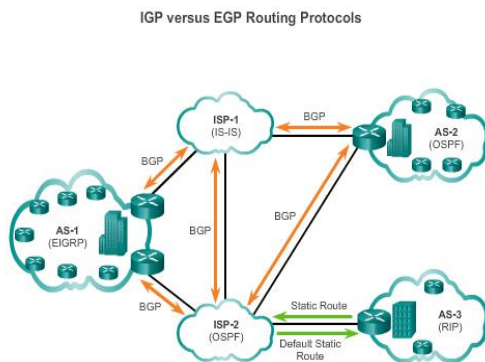 IGP versus EGP Routing Protocols
ISP-1
(IS-IS)
BGP
AS-2
(OSPF)
BGP
AS-1
(EIGRP)
BGP
BGP
BGP
ISP-2
(OSPF)
Static Route
Default Static
Route
AS-3
(RIP)